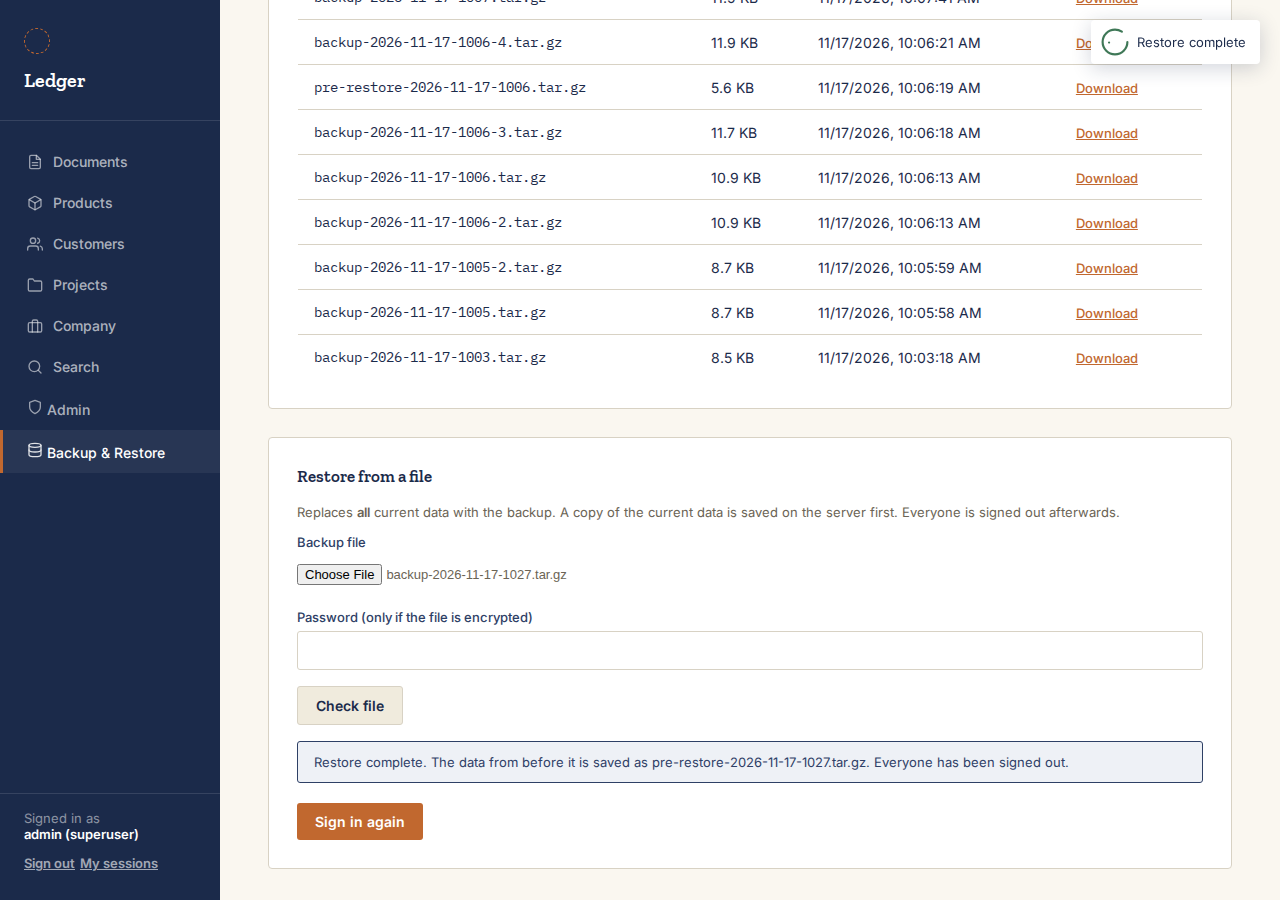 Ledger
Documents
Products
Customers
Projects
Company
Search
Admin
Backup & Restore
Signed in as
admin (superuser)
Sign out My sessions
Restore complete
backup-2026-11-17-1006-4.tar.gz 11.9 KB 11/17/2026, 10:06:21 AM
pre-restore-2026-11-17-1006.tar.gz 5.6 KB 11/17/2026, 10:06:19 AM Download
backup-2026-11-17-1006-3.tar.gz 11.7 KB 11/17/2026, 10:06:18 AM Download
backup-2026-11-17-1006.tar.gz 10.9 KB 11/17/2026, 10:06:13 AM Download
backup-2026-11-17-1006-2.tar.gz 10.9 KB 11/17/2026, 10:06:13 AM Download
backup-2026-11-17-1005-2.tar.gz 8.7 KB 11/17/2026, 10:05:59 AM Download
backup-2026-11-17-1005.tar.gz 8.7 KB 11/17/2026, 10:05:58 AM Download
backup-2026-11-17-1003.tar.gz 8.5 KB 11/17/2026, 10:03:18 AM Download
Restore from a file
Replaces all current data with the backup. A copy of the current data is saved on the server first. Everyone is signed out afterwards.
Backup file
Choose File backup-2026-11-17-1027.tar.gz
Password (only if the file is encrypted)
Check file
Restore complete. The data from before it is saved as pre-restore-2026-11-17-1027.tar.gz. Everyone has been signed out.
Sign in again